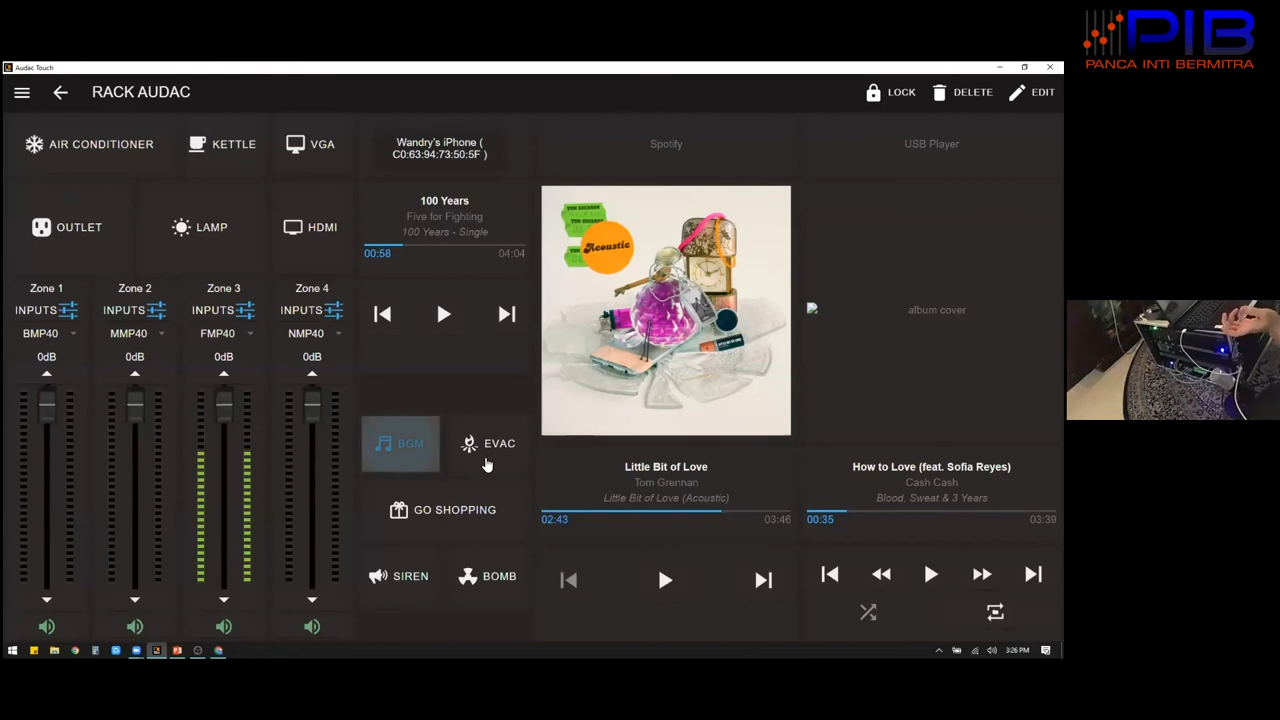 PIB
PANCA INTI BERMITRA
Audac Touch
RACK AUDAC
LOCK
DELETE
EDIT
AIR CONDITIONER
KETTLE
VGA
OUTLET
LAMP
HDMI
Zone 1
Zone 2
Zone 3
Zone 4
INPUTS
INPUTS
INPUTS
INPUTS
BMP40
MMP40
FMP40
NMP40
0dB
0dB
0dB
0dB
Wandry's iPhone (
C0:63:94:73:50:5F )
100 Years
Five for Fighting
100 Years - Single
00:58
04:04
BGM
EVAC
GO SHOPPING
SIREN
BOMB
Spotify
TOM GRENNAN
Acoustic
Little Bit of Love
Tom Grennan
Little Bit of Love (Acoustic)
02:43
03:46
USB Player
album cover
How to Love (feat. Sofia Reyes)
Cash Cash
Blood, Sweat & 3 Years
00:35
03:39
3:26 PM